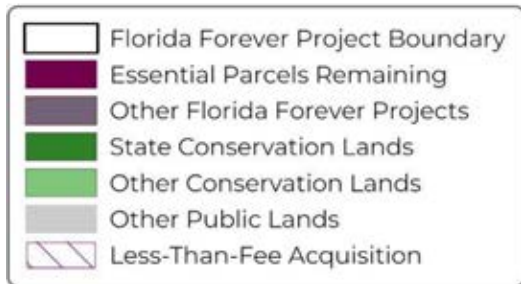 Florida Forever Project Boundary
Essential Parcels Remaining
Other Florida Forever Projects
State Conservation Lands
Other Conservation Lands
Other Public Lands
Less-Than-Fee Acquisition